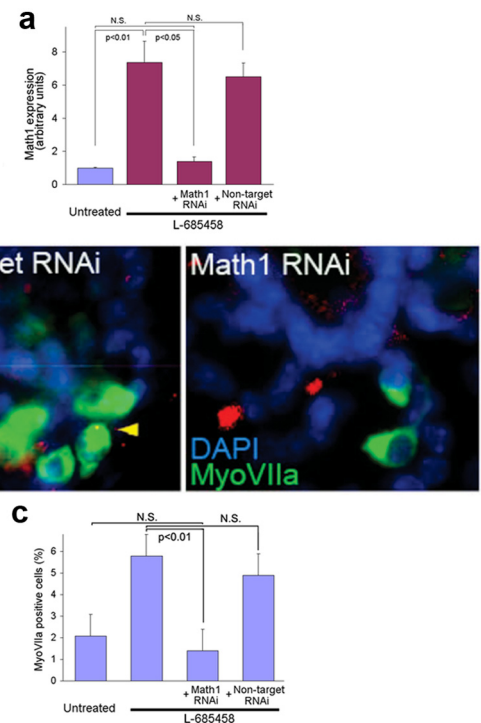 a
N.S.
N.S.
p<0.01
p<0.05
Math1 expression
(arbitrary units)
8
6
4
2
0
Untreated
+ Math1 RNAi
+ Non-target RNAi
L-685458
et RNAi
Math1 RNAi
DAPI
MyoVIIa
c
N.S.
N.S.
p<0.01
MyoVIIa positive cells (%)
6
5
4
3
2
1
0
Untreated
+ Math1 RNAi
+ Non-target RNAi
L-685458